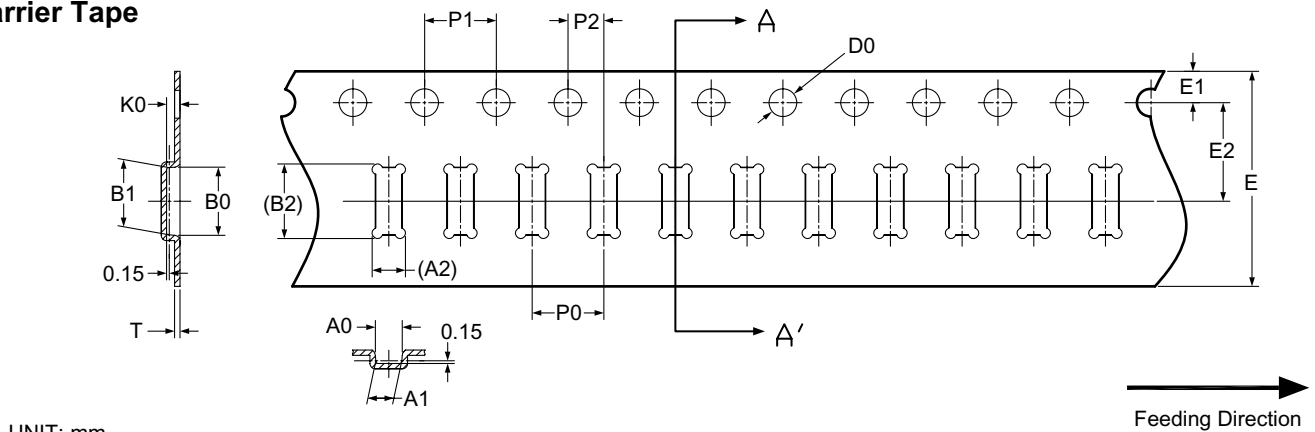 arrier Tape
P1
P2
A
D0
E1
K0
E2
B1
B0
(B2)
E
0.15
(A2)
P0
T
A0
0.15
A'
A1
Feeding Direction
UNIT: mm